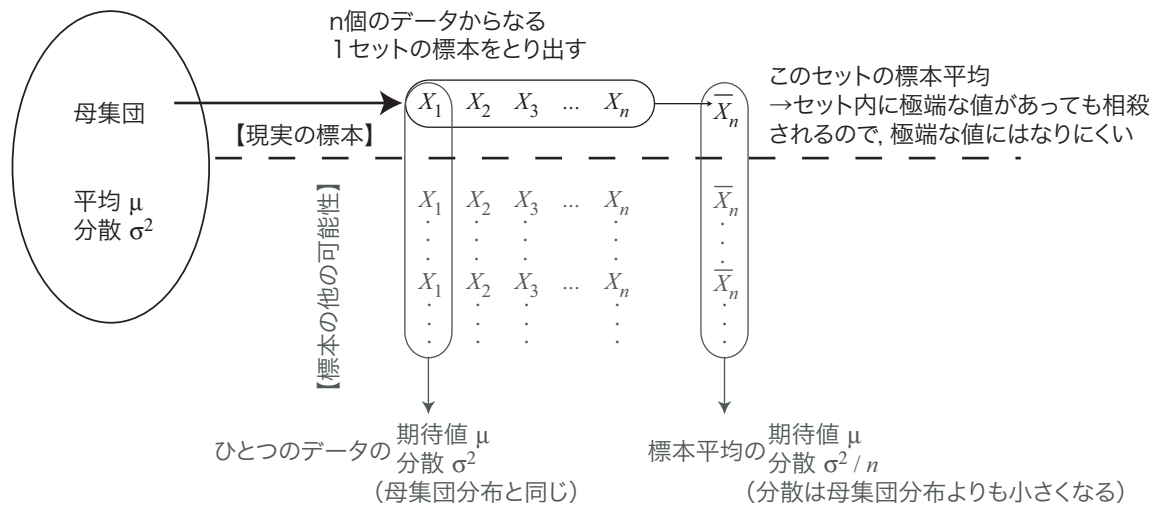 n個のデータからなる
1セットの標本をとり出す
母集団
平均 μ
分散 σ²
【現実の標本】
X₁ X₂ X₃ ... Xₙ
X̅ₙ
このセットの標本平均
→セット内に極端な値があっても相殺
されるので, 極端な値にはなりにくい
【標本の他の可能性】
X₁ X₂ X₃ ... Xₙ
X̅ₙ
X₁ X₂ X₃ ... Xₙ
X̅ₙ
ひとつのデータの
期待値 μ
分散 σ²
(母集団分布と同じ)
標本平均の
期待値 μ
分散 σ² / n
(分散は母集団分布よりも小さくなる)